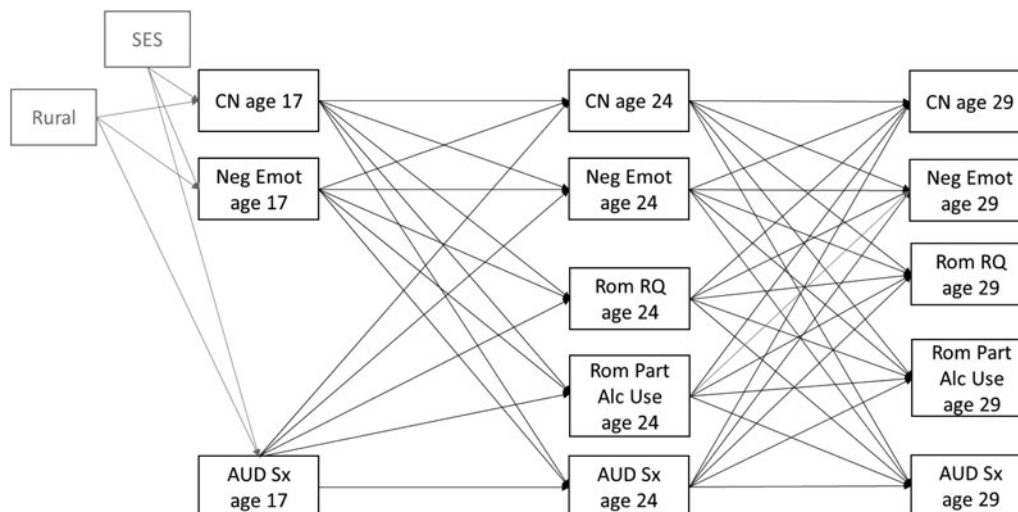 SES
Rural
CN age 17
Neg Emot
age 17
AUD Sx
age 17
CN age 24
Neg Emot
age 24
Rom RQ
age 24
Rom Part
Alc Use
age 24
AUD Sx
age 24
CN age 29
Neg Emot
age 29
Rom RQ
age 29
Rom Part
Alc Use
age 29
AUD Sx
age 29